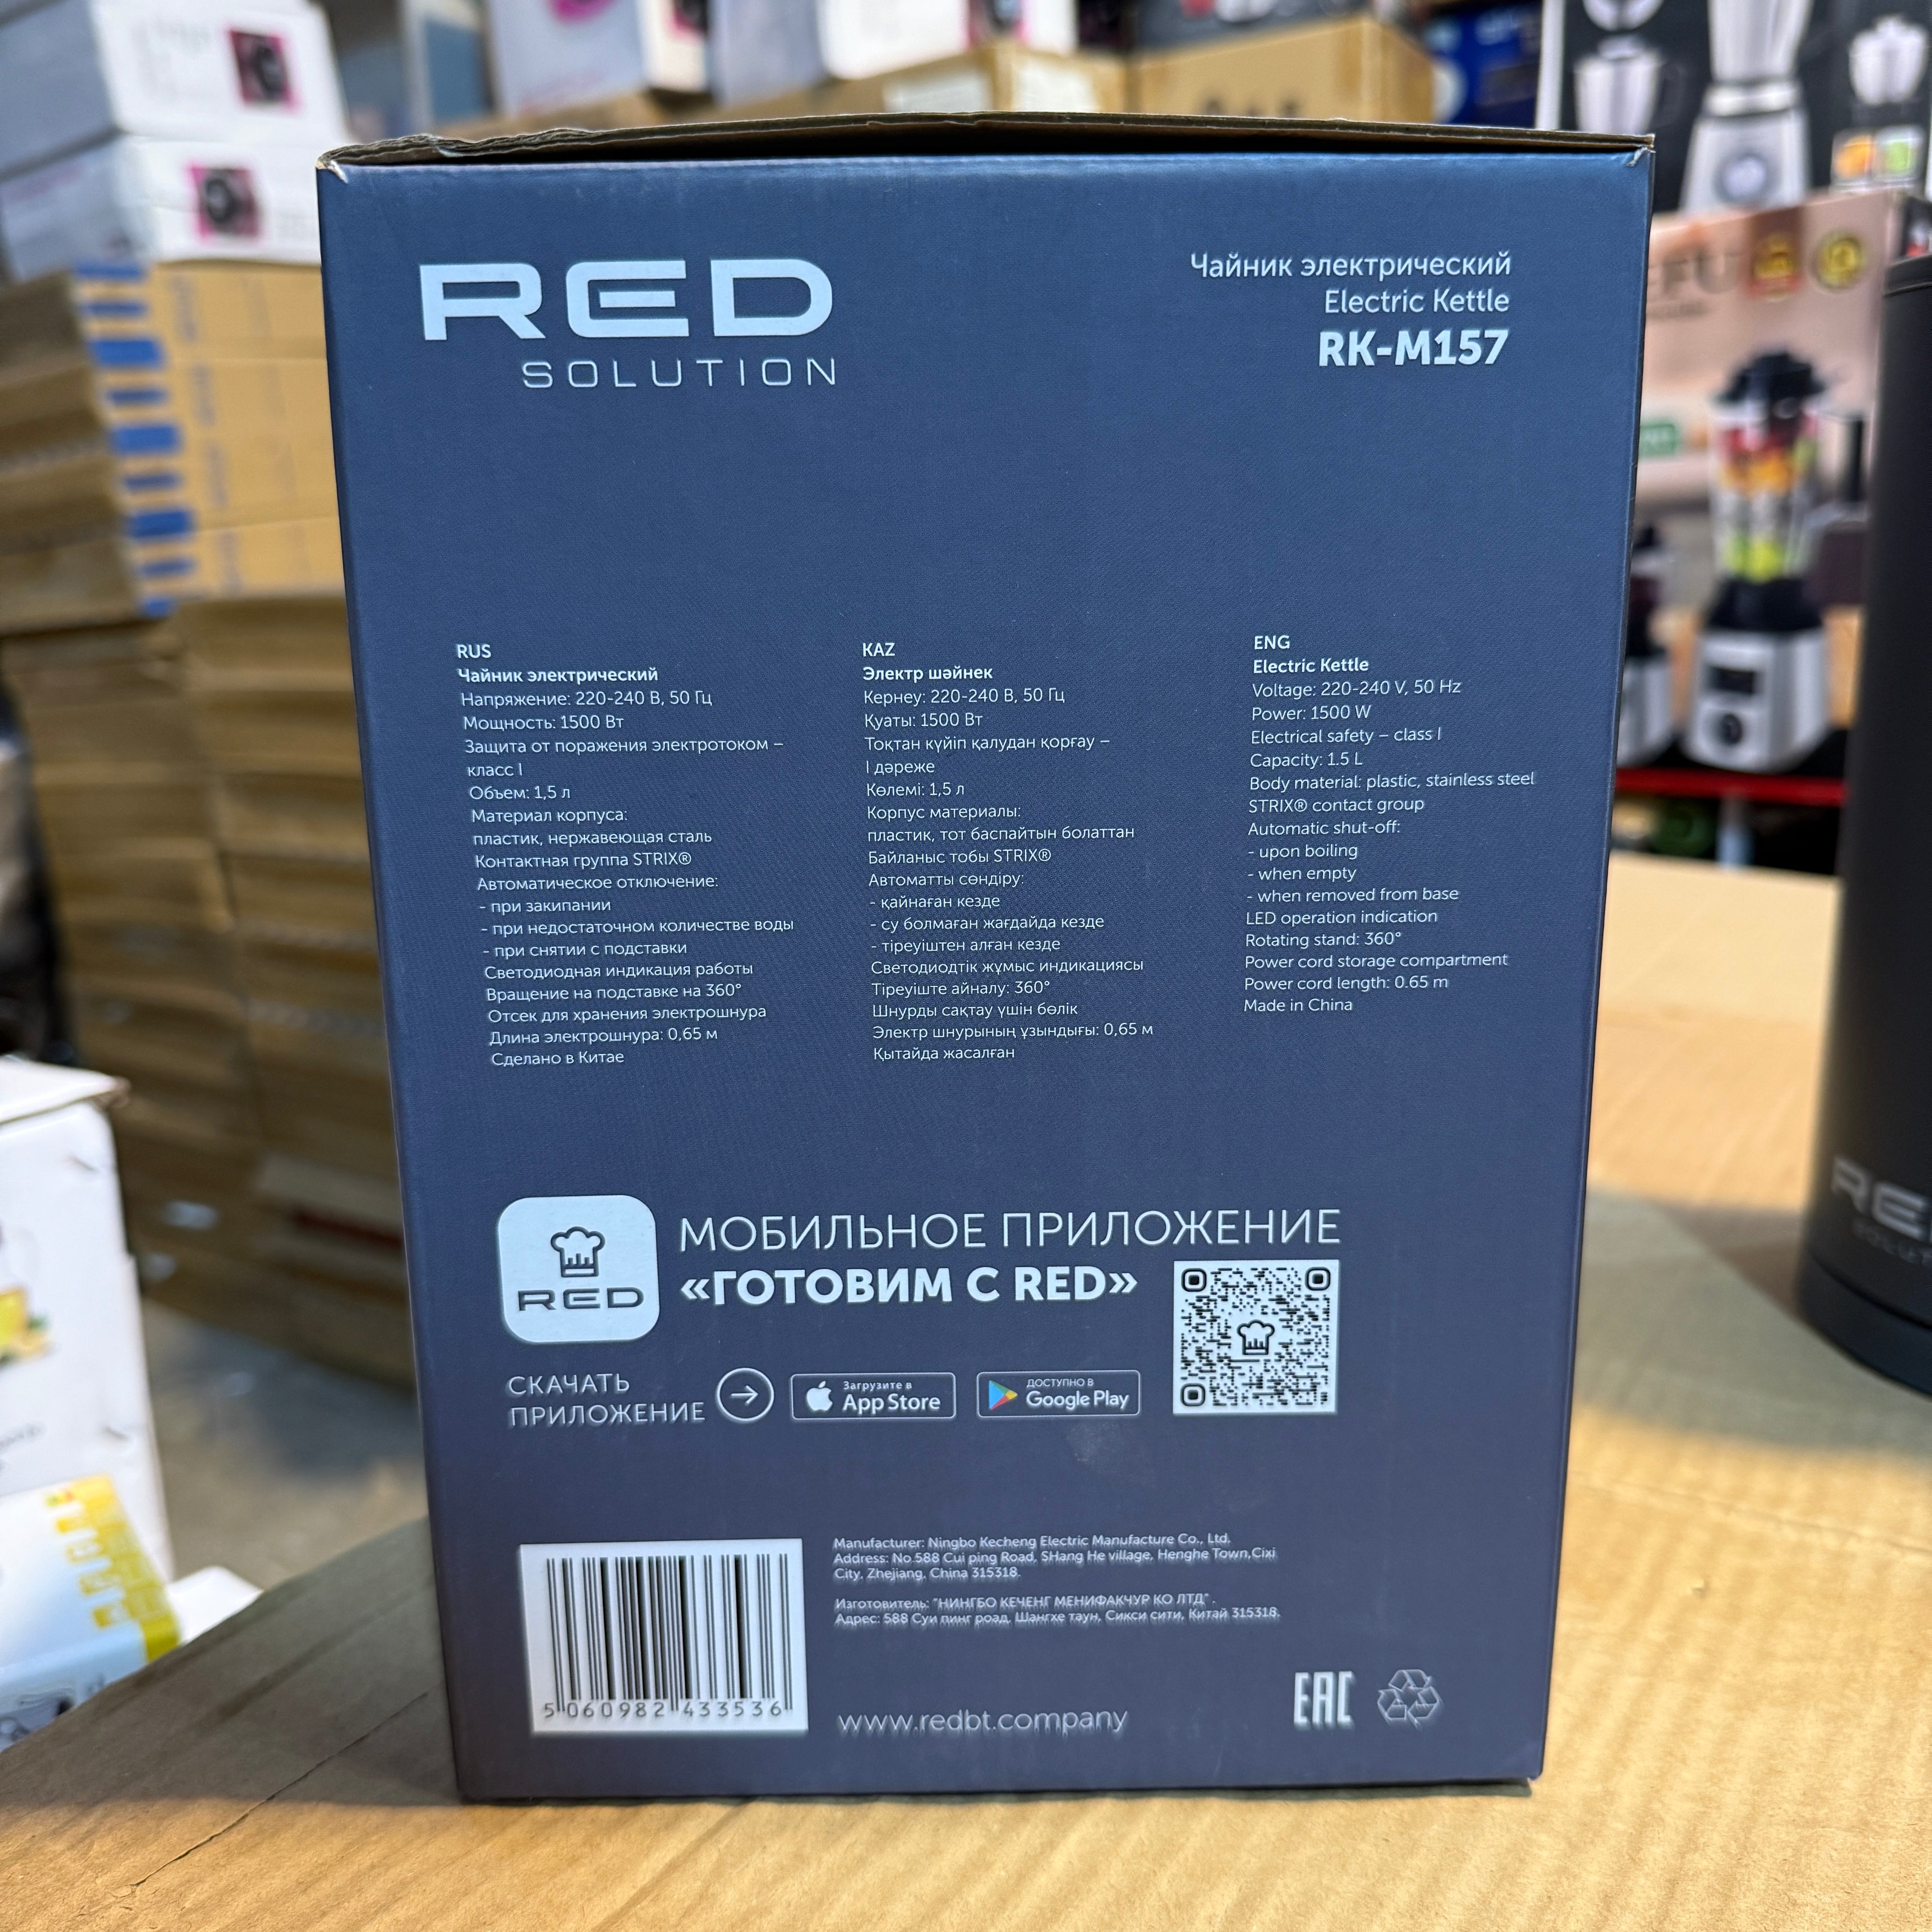 RED
SOLUTION
Чайник электрический
Electric Kettle
RK-M157
RUS
Чайник электрический
Напряжение: 220-240 В, 50 Гц
Мощность: 1500 Вт
Защита от поражения электротоком –
класс I
Объем: 1,5 л
Материал корпуса:
пластик, нержавеющая сталь
Контактная группа STRIX®
Автоматическое отключение:
- при закипании
- при недостаточном количестве воды
- при снятии с подставки
Светодиодная индикация работы
Вращение на подставке на 360°
Отсек для хранения электрошнура
Длина электрошнура: 0,65 м
Сделано в Китае
KAZ
Электр шәйнек
Кернеу: 220-240 В, 50 Гц
Қуаты: 1500 Вт
Тоқтан күйіп қалудан қорғау –
I дәреже
Көлемі: 1,5 л
Корпус материалы:
пластик, тот баспайтын болаттан
Байланыс тобы STRIX®
Автоматты сөндіру:
- қайнаған кезде
- су болмаған жағдайда кезде
- тіреуіштен алған кезде
Светодиодтік жұмыс индикациясы
Тіреуіште айналу: 360°
Шнурды сақтау үшін бөлік
Электр шнурының ұзындығы: 0,65 м
Қытайда жасалған
ENG
Electric Kettle
Voltage: 220-240 V, 50 Hz
Power: 1500 W
Electrical safety – class I
Capacity: 1.5 L
Body material: plastic, stainless steel
STRIX® contact group
Automatic shut-off:
- upon boiling
- when empty
- when removed from base
LED operation indication
Rotating stand: 360°
Power cord storage compartment
Power cord length: 0.65 m
Made in China
RED
МОБИЛЬНОЕ ПРИЛОЖЕНИЕ
«ГОТОВИМ С RED»
СКАЧАТЬ
ПРИЛОЖЕНИЕ
Загрузите в
App Store
ДОСТУПНО В
Google Play
Manufacturer: Ningbo Kecheng Electric Manufacture Co., Ltd.
Address: No.588 Cui ping Road, SHang He village, Henghe Town,Cixi
City, Zhejiang, China 315318.
Изготовитель: "НИНГБО КЕЧЕНГ МЕНИФАКЧУР КО ЛТД".
Адрес: 588 Суи пинг роад, Шангхе таун, Сикси сити, Китай 315318.
5 060982 433536
www.redbt.company
EAC